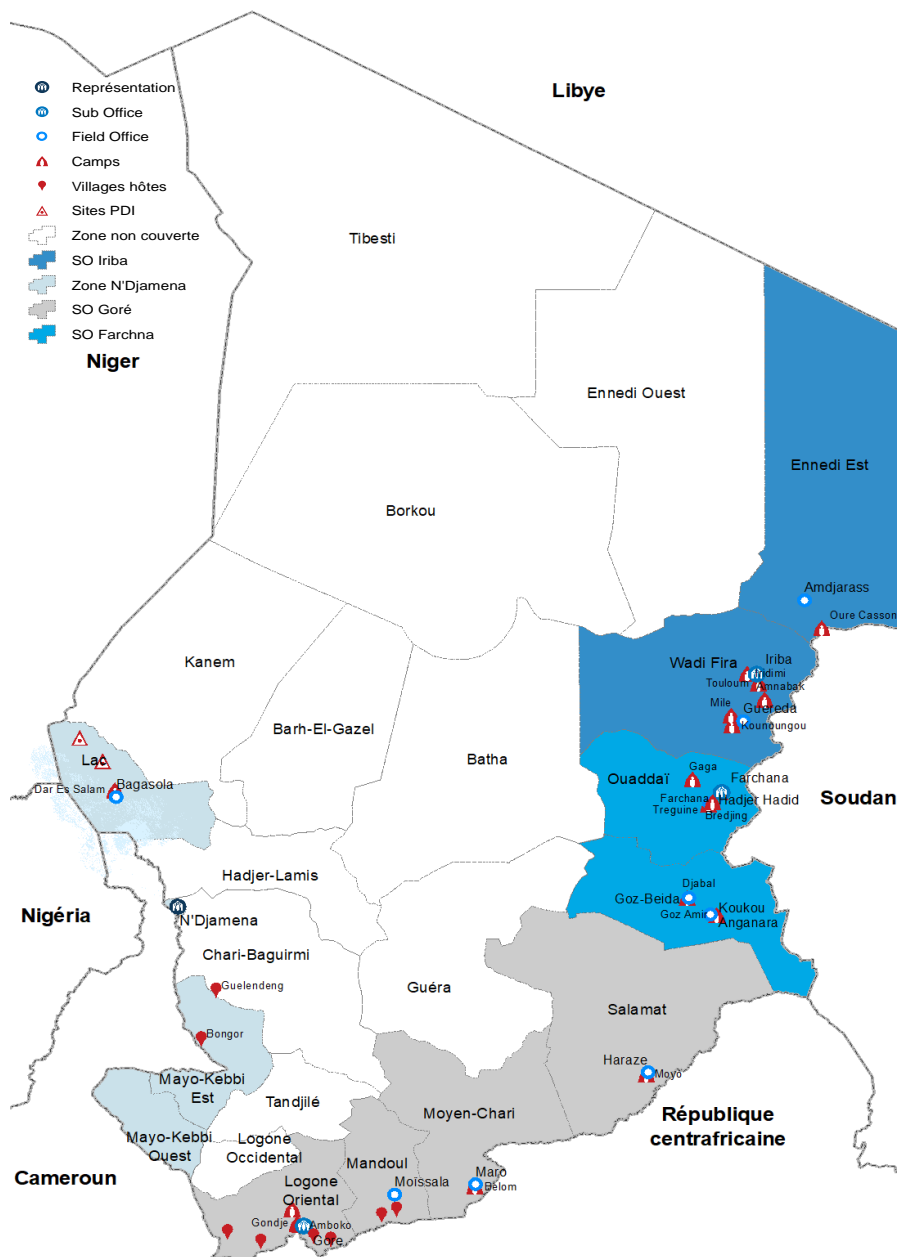 Libye
Représentation
Sub Office
Field Office
Camps
Villages hôtes
Sites PDI
Zone non couverte
SO Iriba
Zone N'Djamena
SO Goré
SO Farchna
Niger
Tibesti
Ennedi Ouest
Ennedi Est
Borkou
Amdjarass
Oure Casson
Kanem
Wadi Fira
Iriba
Iridimi
Touloum
Amnabak
Mile
Guereda
Kounoungou
Barh-El-Gazel
Batha
Lac
Dar Es Salam
Bagasola
Ouaddaï
Gaga
Farchana
Farchana
Hadjer Hadid
Treguine
Bredjing
Soudan
Hadjer-Lamis
Djabal
Goz-Beida
Goz Amir
Koukou
Anganara
Nigéria
N'Djamena
Chari-Baguirmi
Guelendeng
Guéra
Salamat
Bongor
Haraze
Moyo
Mayo-Kebbi
Est
Tandjilé
Moyen-Chari
République
centrafricaine
Mayo-Kebbi
Ouest
Logone
Occidental
Cameroun
Mandoul
Logone
Oriental
Moïssala
Maro
Belom
Gondje
Amboko
Gore